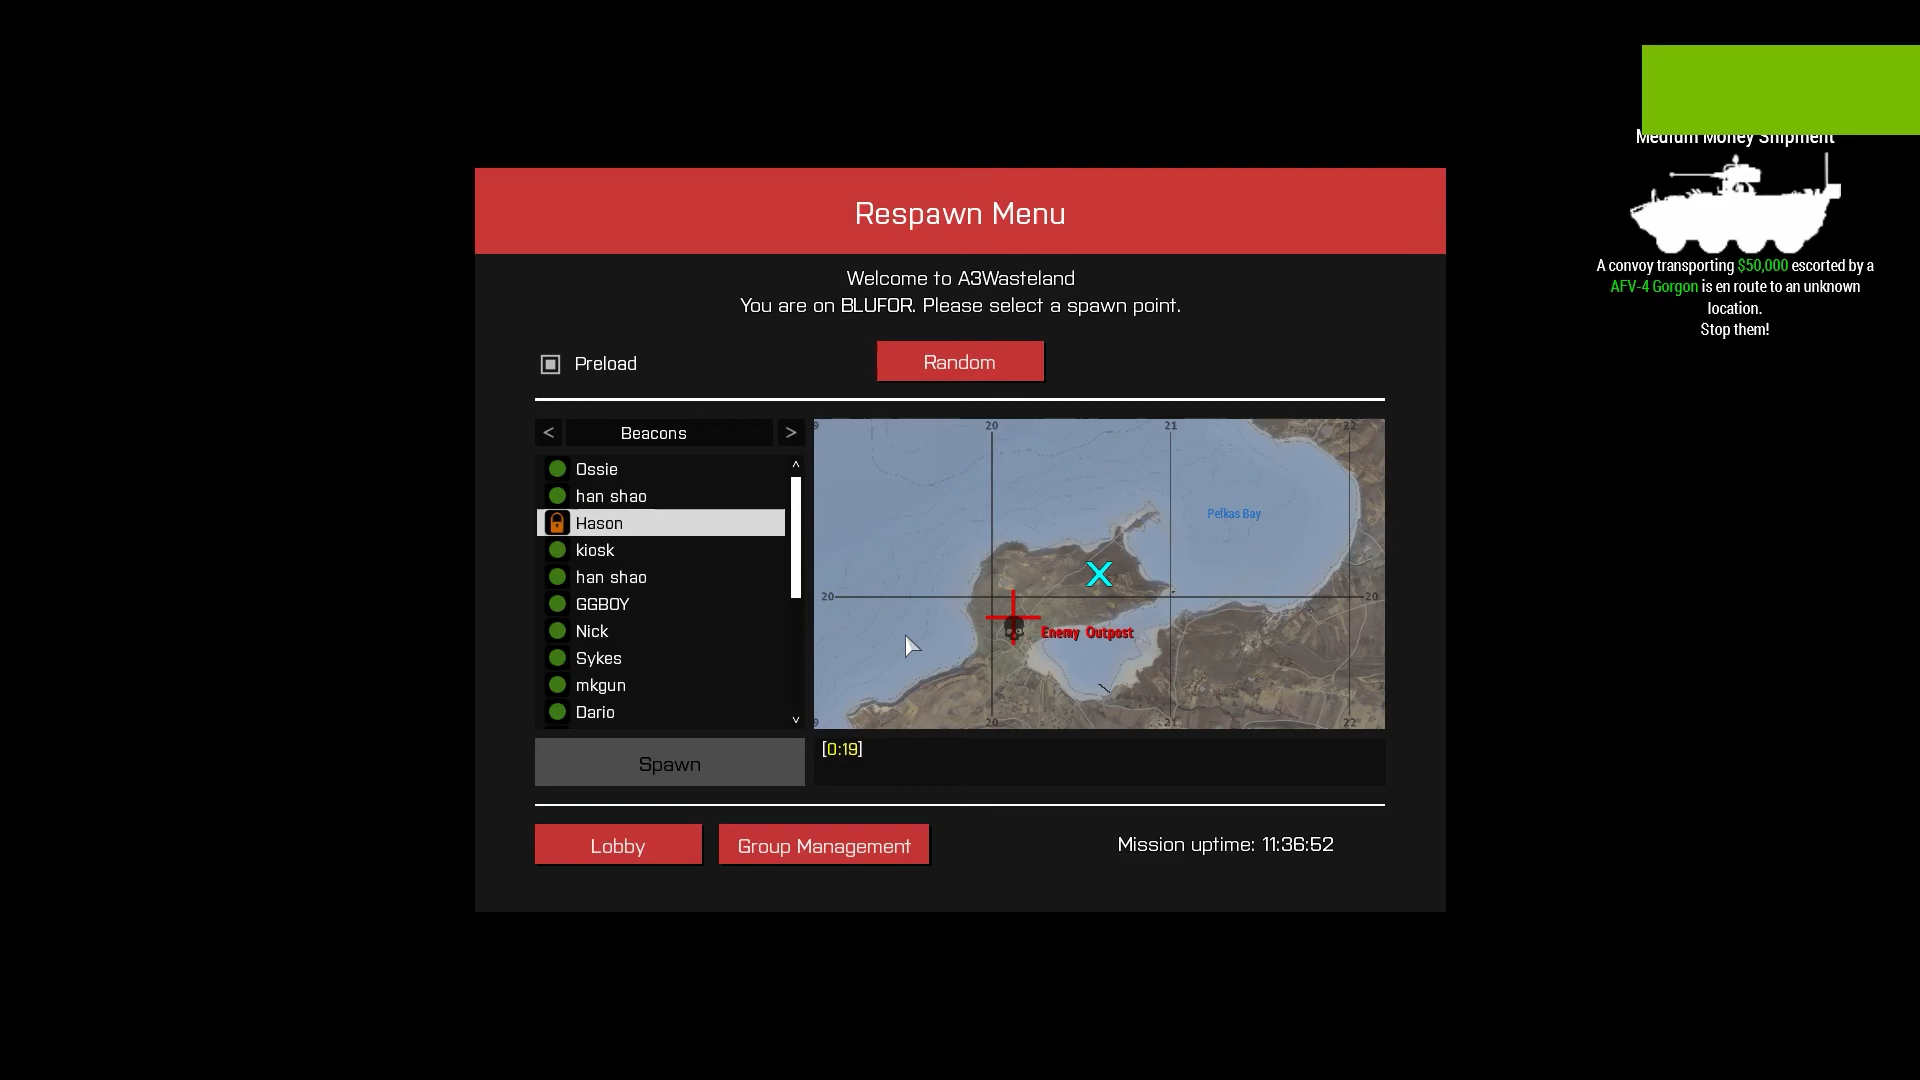 Medium Money Shipment
Respawn Menu
A convoy transporting $50,000 escorted by a
AFV-4 Gorgon is en route to an unknown
location.
Stop them!
Welcome to A3Wasteland
You are on BLUFOR. Please select a spawn point.
Preload
Random
< Beacons >
Ossie
han shao
Hason
kiosk
han shao
GGBOY
Nick
Sykes
mkgun
Dario
9 20 21 22
Pefkas Bay
20 20
Enemy Outpost
9 20 21 22
[0:19]
Spawn
Lobby
Group Management
Mission uptime: 11:36:52